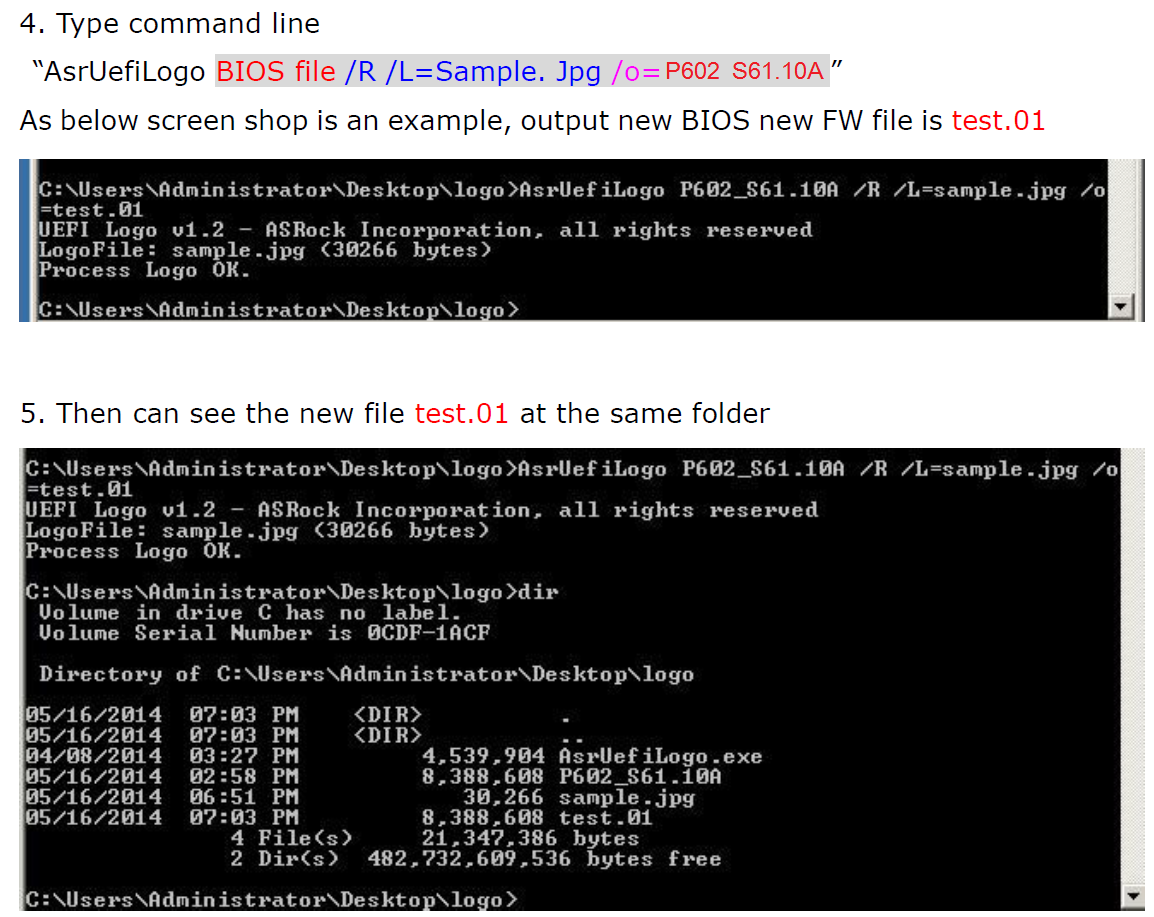 4. Type command line
“AsrUefiLogo BIOS file /R /L=Sample. Jpg /o=P602 S61.10A”
As below screen shop is an example, output new BIOS new FW file is test.01
C:\Users\Administrator\Desktop\logo>AsrUefiLogo P602_S61.10A /R /L=sample.jpg /o
=test.01
UEFI Logo v1.2 - ASRock Incorporation, all rights reserved
LogoFile: sample.jpg (30266 bytes)
Process Logo OK.
C:\Users\Administrator\Desktop\logo>
5. Then can see the new file test.01 at the same folder
C:\Users\Administrator\Desktop\logo>AsrUefiLogo P602_S61.10A /R /L=sample.jpg /o
=test.01
UEFI Logo v1.2 - ASRock Incorporation, all rights reserved
LogoFile: sample.jpg (30266 bytes)
Process Logo OK.
C:\Users\Administrator\Desktop\logo>dir
Volume in drive C has no label.
Volume Serial Number is 0CDF-1ACF
Directory of C:\Users\Administrator\Desktop\logo
05/16/2014 07:03 PM <DIR> .
05/16/2014 07:03 PM <DIR> ..
04/08/2014 03:27 PM 4,539,904 AsrUefiLogo.exe
05/16/2014 02:58 PM 8,388,608 P602_S61.10A
05/16/2014 06:51 PM 30,266 sample.jpg
05/16/2014 07:03 PM 8,388,608 test.01
4 File(s) 21,347,386 bytes
2 Dir(s) 482,732,609,536 bytes free
C:\Users\Administrator\Desktop\logo>